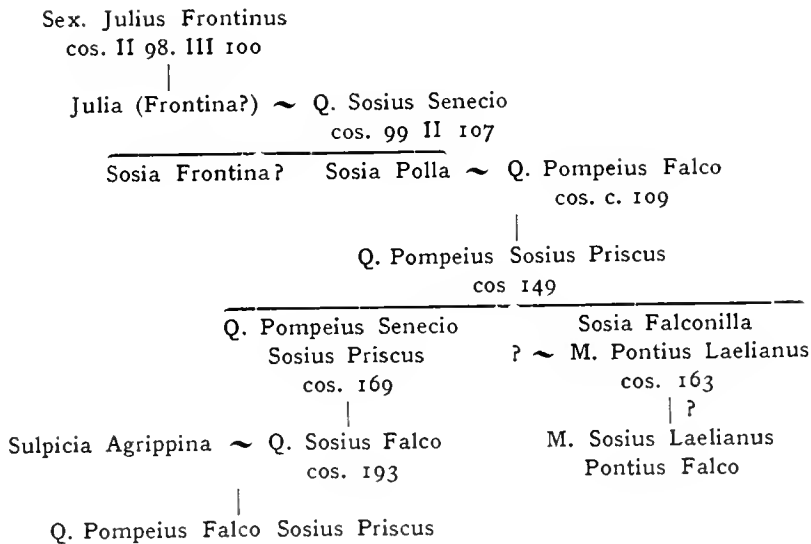 Sex. Julius Frontinus
cos. II 98. III 100
Julia (Frontina?) ~ Q. Sosius Senecio
cos. 99 II 107
Sosia Frontina? Sosia Polla ~ Q. Pompeius Falco
cos. c. 109
Q. Pompeius Sosius Priscus
cos 149
Q. Pompeius Senecio Sosia Falconilla
Sosius Priscus ? ~ M. Pontius Laelianus
cos. 169 cos. 163
?
Sulpicia Agrippina ~ Q. Sosius Falco M. Sosius Laelianus
cos. 193 Pontius Falco
Q. Pompeius Falco Sosius Priscus